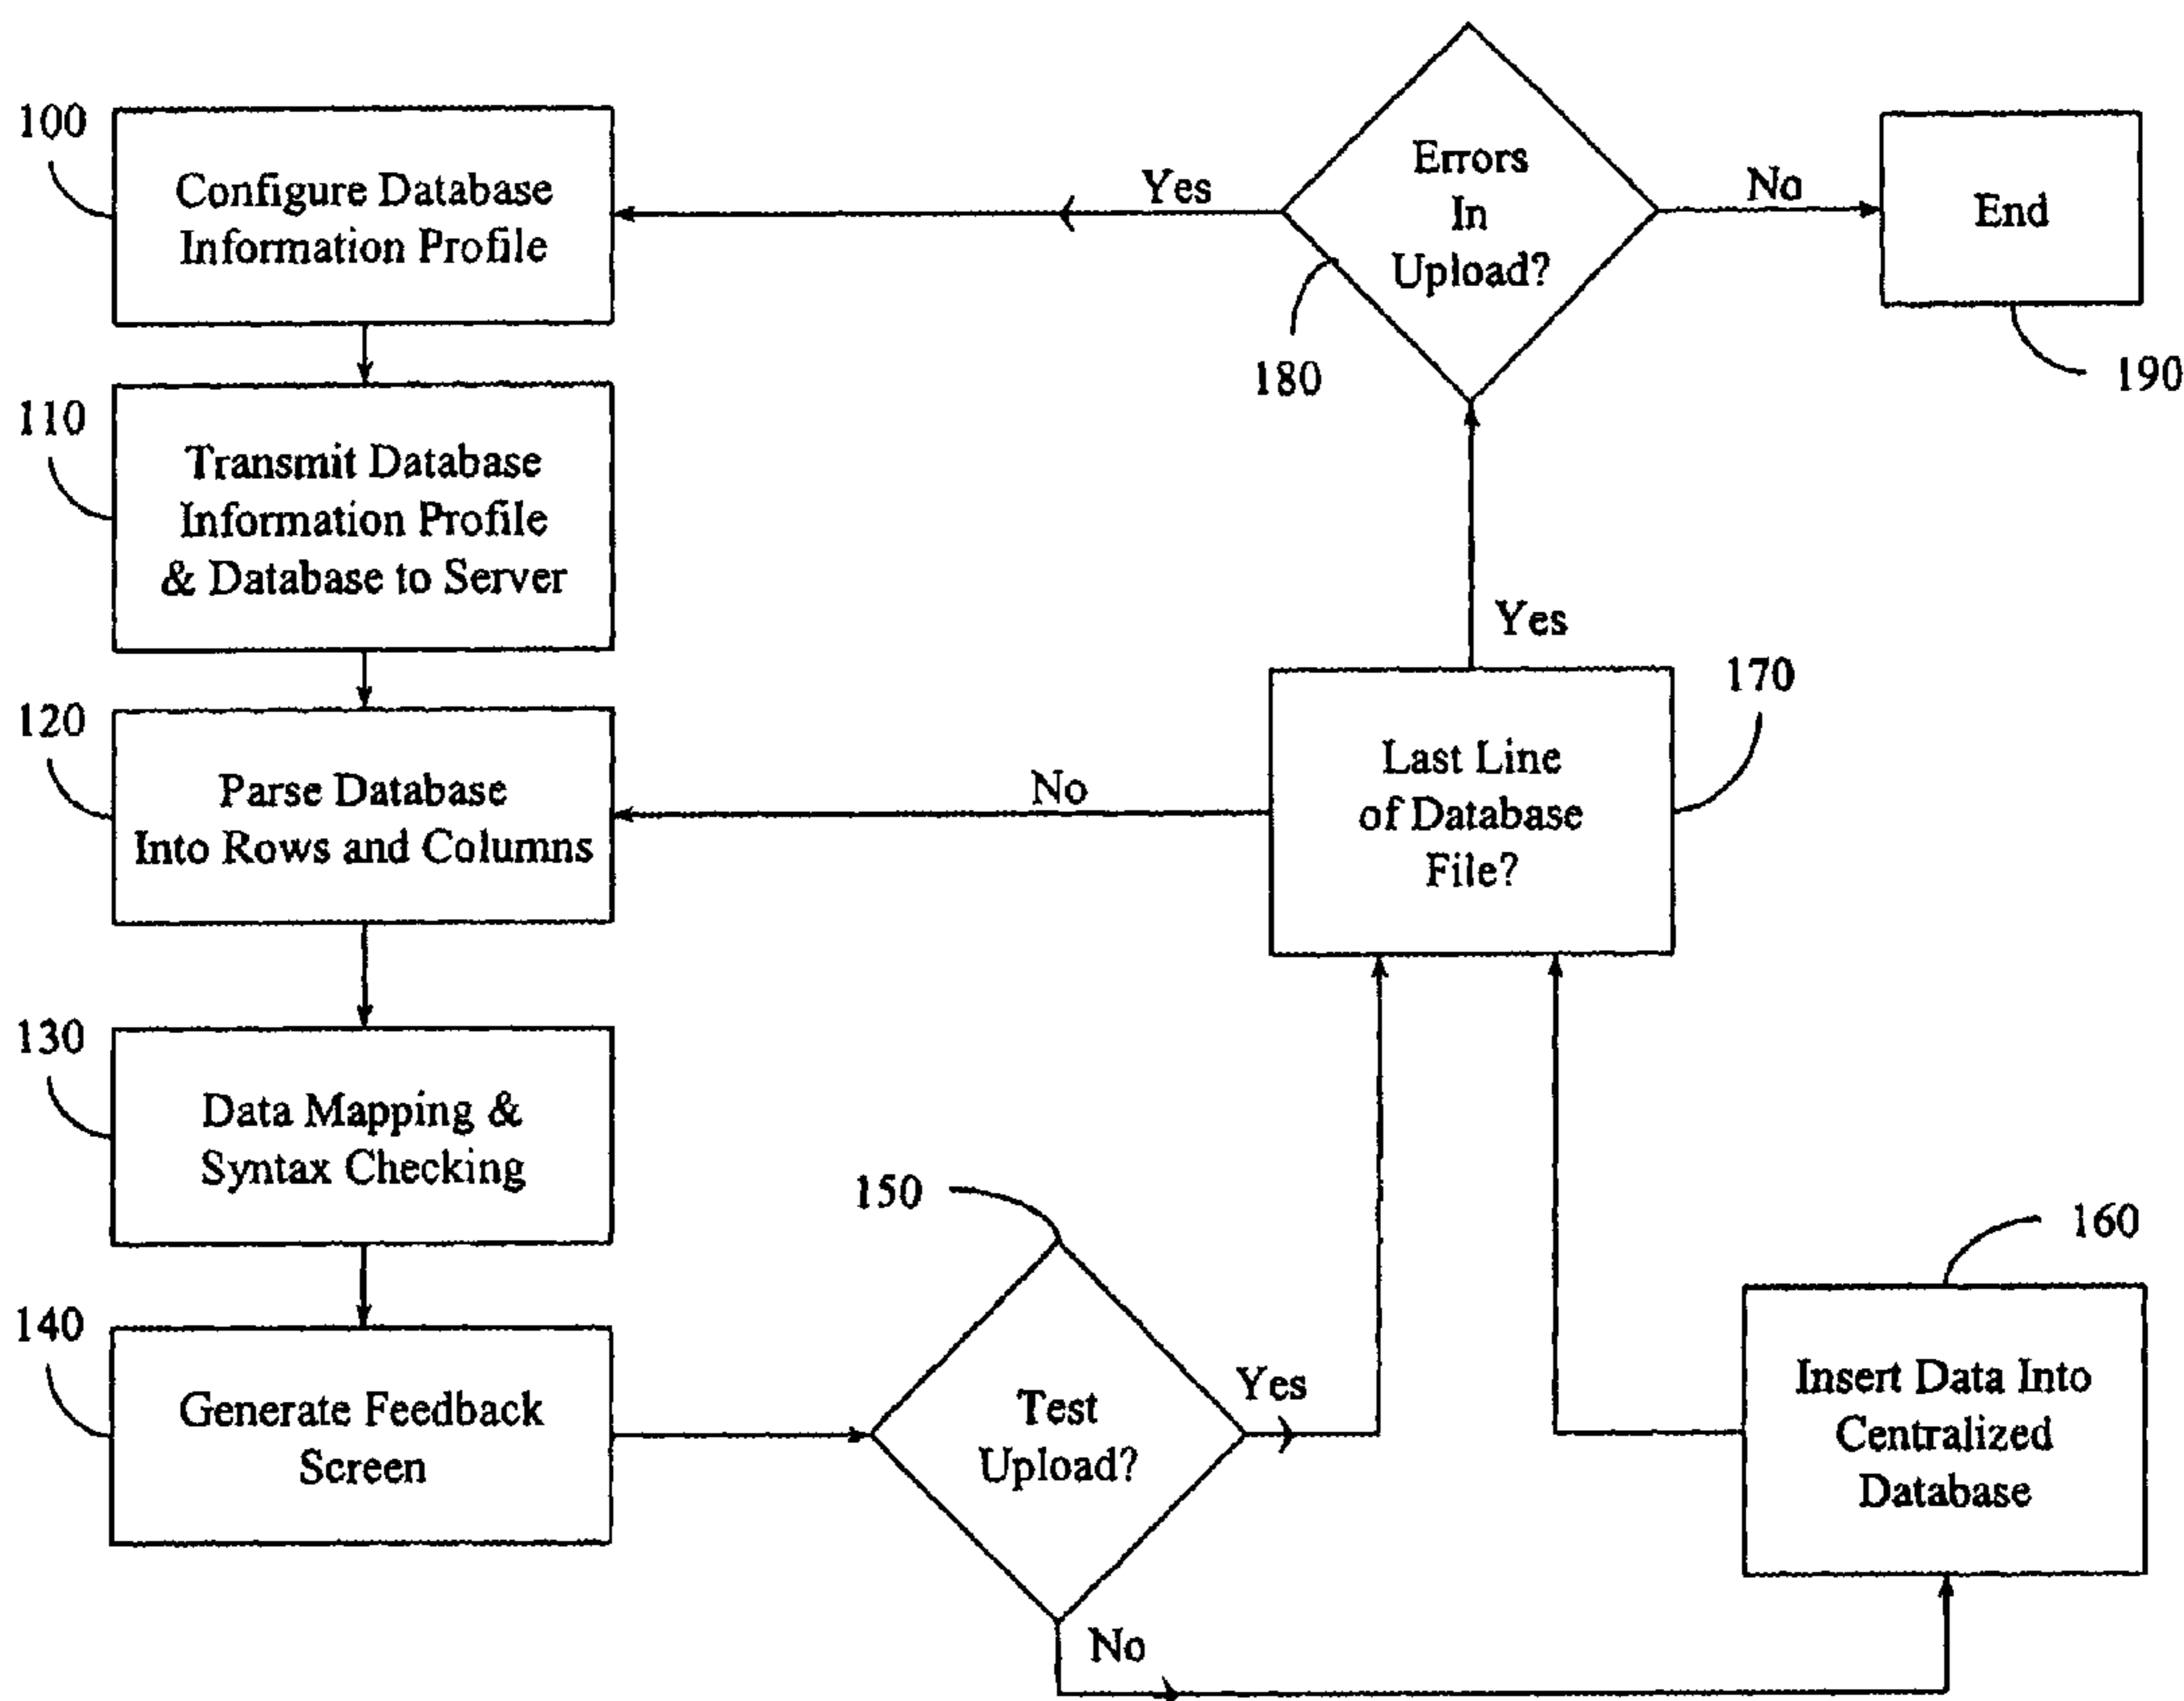 100
Configure Database
Information Profile
110
Transmit Database
Information Profile
& Database to Server
120
Parse Database
Into Rows and Columns
130
Data Mapping &
Syntax Checking
140
Generate Feedback
Screen
150
Test
Upload?
Yes
No
160
Insert Data Into
Centralized
Database
170
Last Line
of Database
File?
No
Yes
180
Errors
In
Upload?
Yes
No
End
190